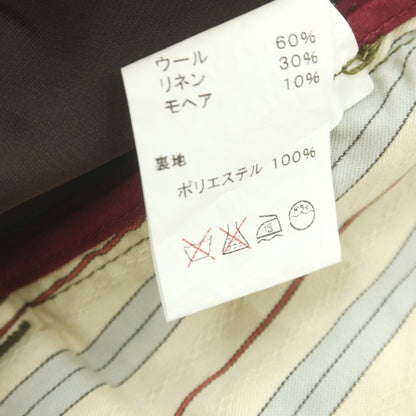 ウール 60%
リネン 30%
モヘア 10%
裏地
ポリエステル 100%